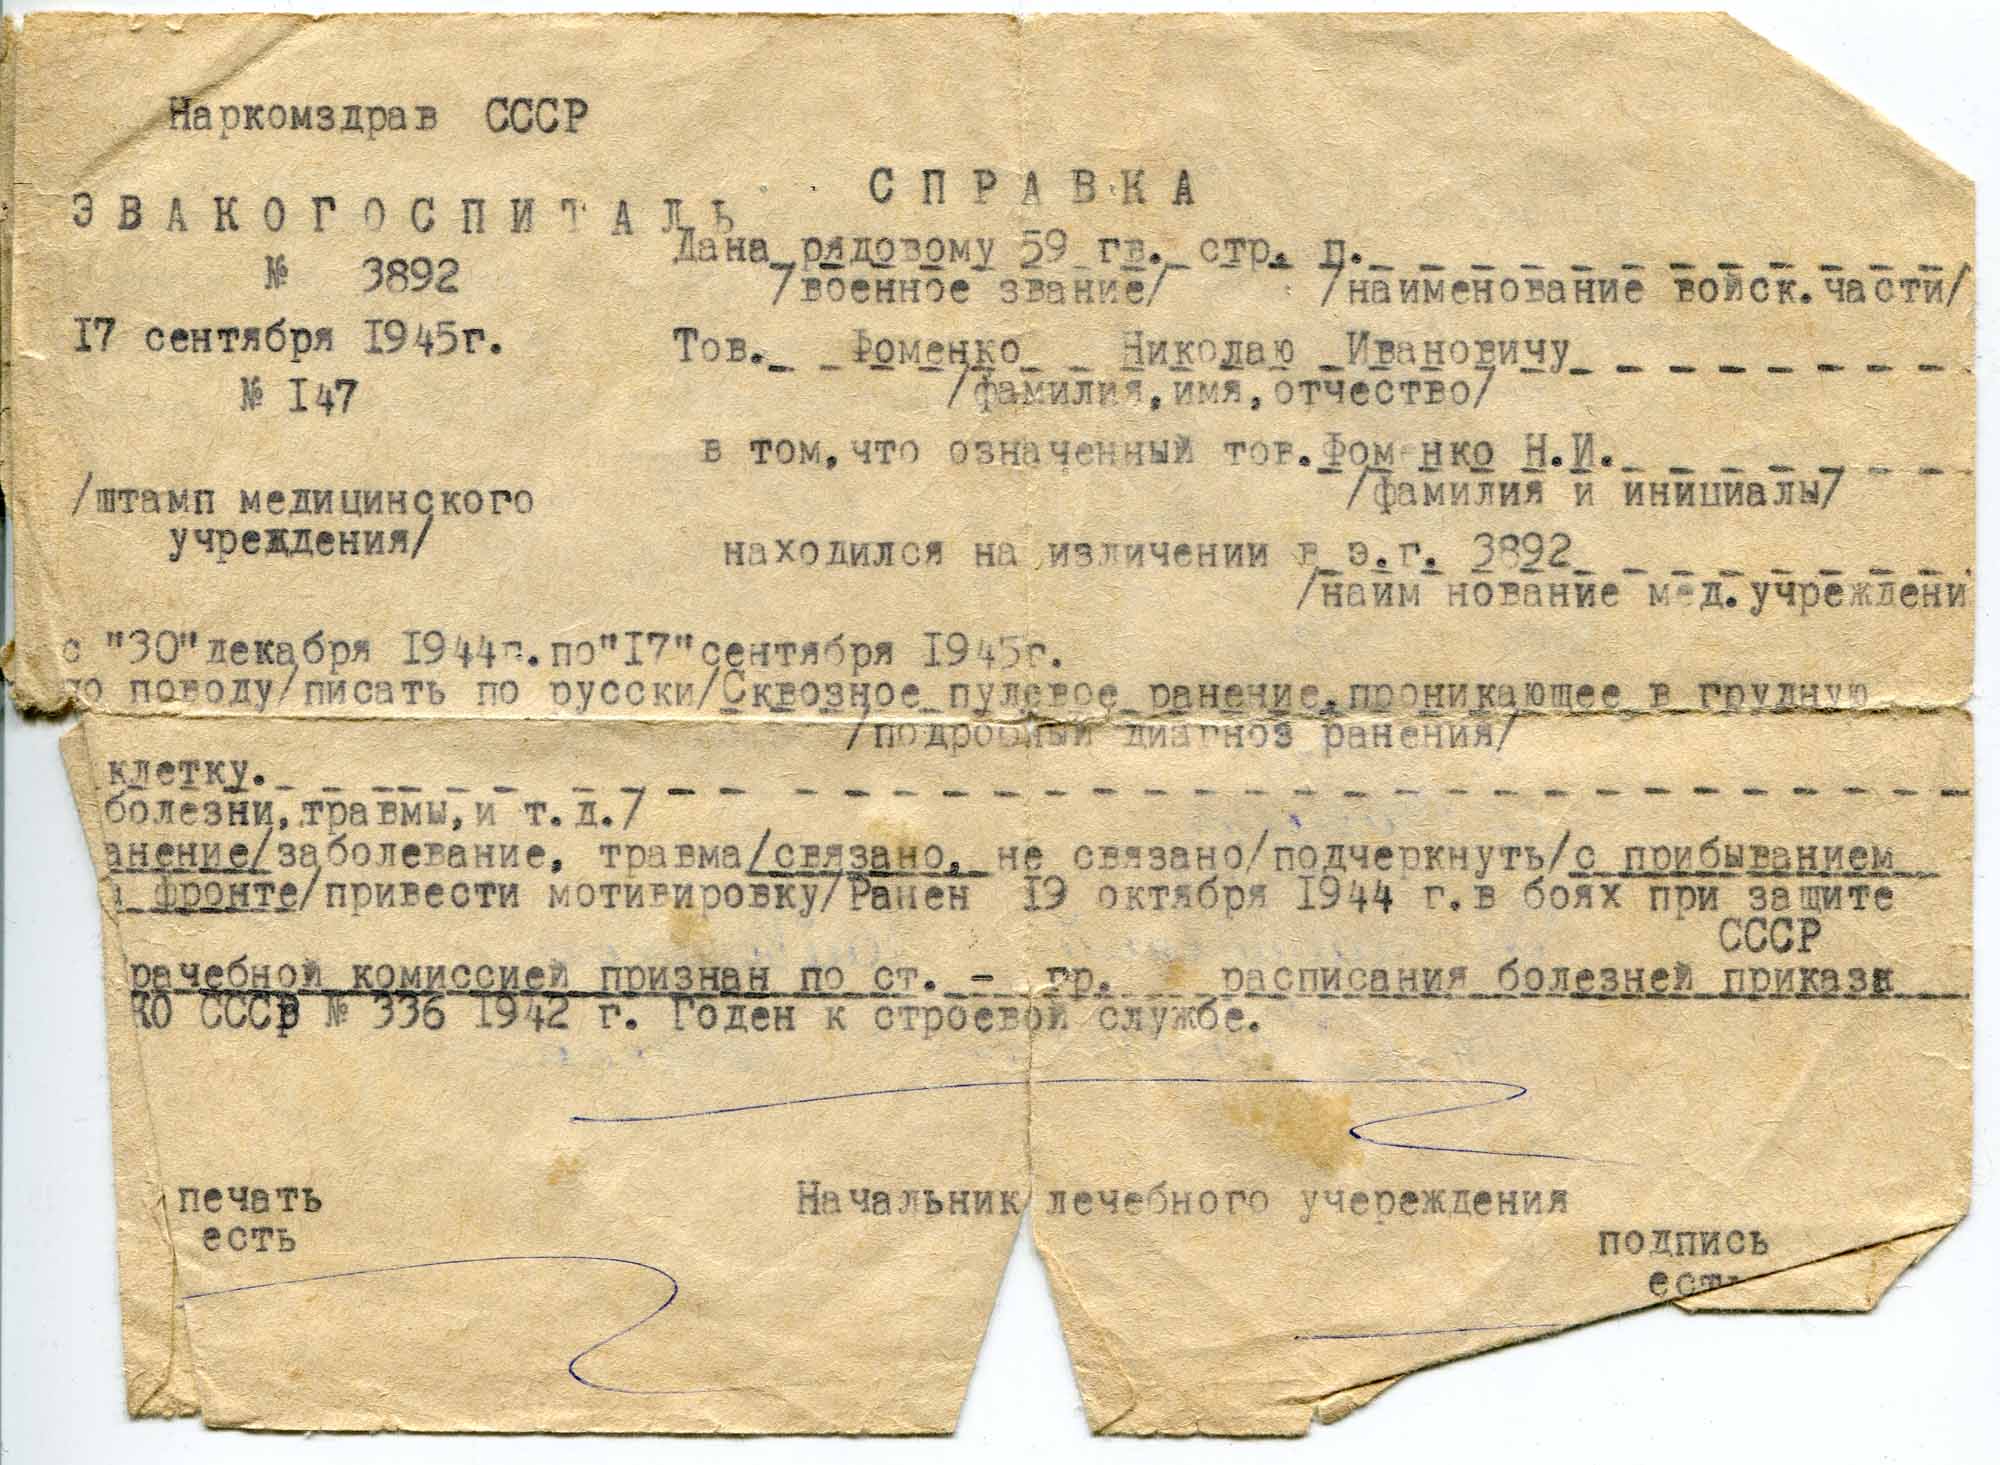 Наркомздрав СССР
ЭВАКОГОСПИТАЛЬ
№ 3892
17 сентября 1945г.
№ 147
/штамп медицинского
учреждения/
СПРАВКА
Дана рядовому 59 гв. стр. п.
/военное звание/ /наименование войск.части/
Тов. Фоменко Николаю Ивановичу
/фамилия,имя,отчество/
в том,что означенный тов.Фоменко Н.И.
/фамилия и инициалы/
находился на изличении в э.г. 3892
/наименование мед.учреждени
с "30"декабря 1944г.по"17"сентября 1945г.
по поводу/писать по русски/Сквозное пулевое ранение,проникающее в грудную
/подробный диагноз ранения/
клетку.
болезни,травмы,и т.д./
анение/заболевание, травма/связано, не связано/подчеркнуть/с прибыванием
фронте/привести мотивировку/Ранен 19 октября 1944 г.в боях при защите
СССР
рачебной комиссией признан по ст. - гр. расписания болезней приказа
КО СССР № 336 1942 г. Годен к строевой службе.
печать
есть
Начальник лечебного учереждения
подпись
есть